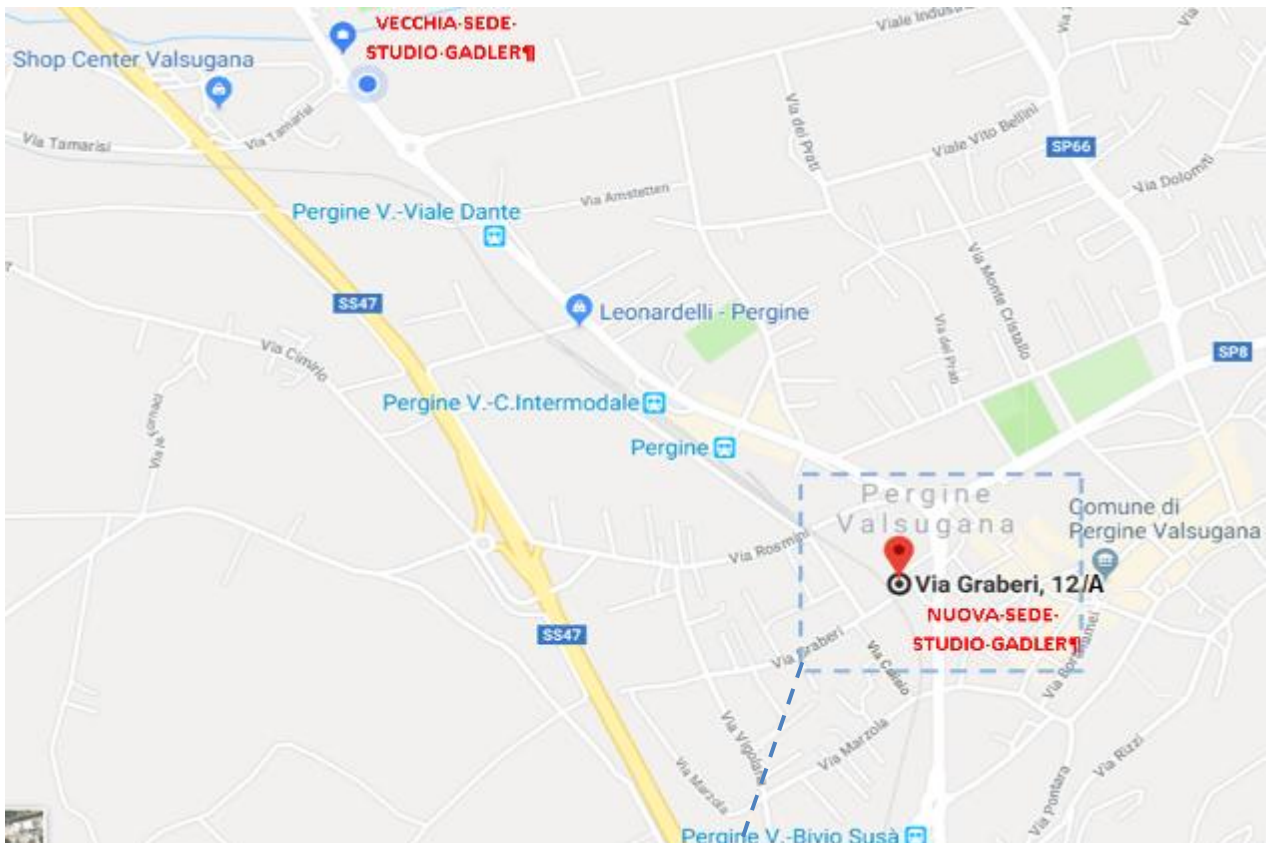 VECCHIA·SEDE·
STUDIO·GADLER¶
Viale Indus
Shop Center Valsugana
Via Tamarisi
Via Tamarisi
Via dei Prati
Viale Vito Bellini
SP66
Via Dolomiti
Via Amstetten
Pergine V.-Viale Dante
SS47
Leonardelli - Pergine
Via Monte Cristallo
Via Cimirlo
Via dei Prati
SP8
Pergine V.-C.Intermodale
Via le Fornaci
Pergine
Pergine
Valsugana
Comune di
Pergine Valsugana
Via Rosmini
Via Graberi, 12/A
NUOVA·SEDE·
STUDIO·GADLER¶
SS47
Via Graberi
Via Caisio
Via Vigolana
Via Marzola
Via Marzola
Via Rizzi
Via Pontara
Pergine V.-Bivio Susà